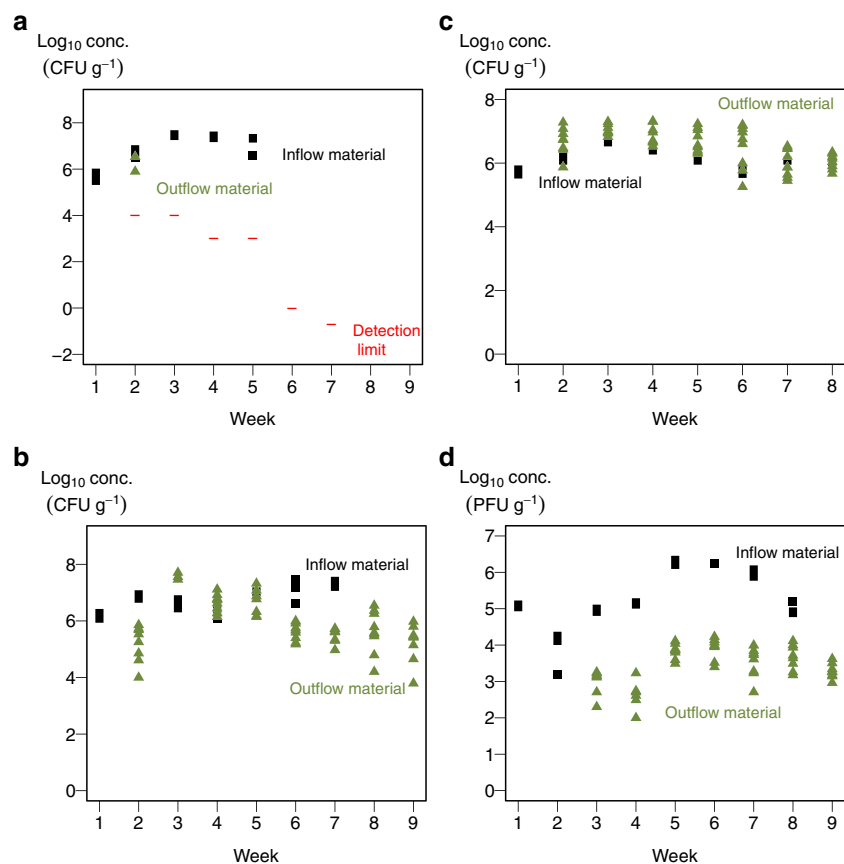 a
Log₁₀ conc.
(CFU g⁻¹)
8
6
4
2
0
−2
Inflow material
Outflow material
Detection
limit
1 2 3 4 5 6 7 8 9
Week
c
Log₁₀ conc.
(CFU g⁻¹)
8
6
4
2
0
Outflow material
Inflow material
1 2 3 4 5 6 7 8
Week
b
Log₁₀ conc.
(CFU g⁻¹)
8
6
4
2
0
Inflow material
Outflow material
1 2 3 4 5 6 7 8 9
Week
d
Log₁₀ conc.
(PFU g⁻¹)
7
6
5
4
3
2
1
0
Inflow material
Outflow material
1 2 3 4 5 6 7 8 9
Week